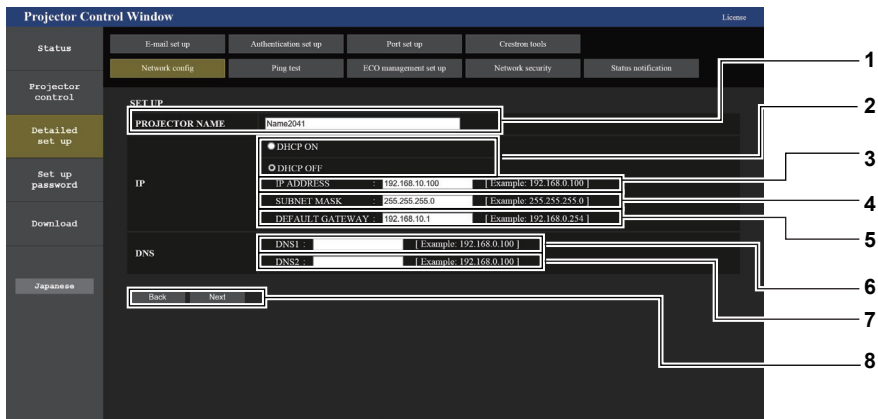 Projector Control Window
License
Status
Projector
control
Detailed
set up
Set up
password
Download
Japanese
E-mail set up
Authentication set up
Port set up
Crestron tools
Network config
Ping test
ECO management set up
Network security
Status notification
SET UP
PROJECTOR NAME
Name2041
IP
DHCP ON
DHCP OFF
IP ADDRESS : 192.168.10.100 [ Example: 192.168.0.100 ]
SUBNET MASK : 255.255.255.0 [ Example: 255.255.255.0 ]
DEFAULT GATEWAY : 192.168.10.1 [ Example: 192.168.0.254 ]
DNS
DNS1 : [ Example: 192.168.0.100 ]
DNS2 : [ Example: 192.168.0.100 ]
Back Next
1
2
3
4
5
6
7
8